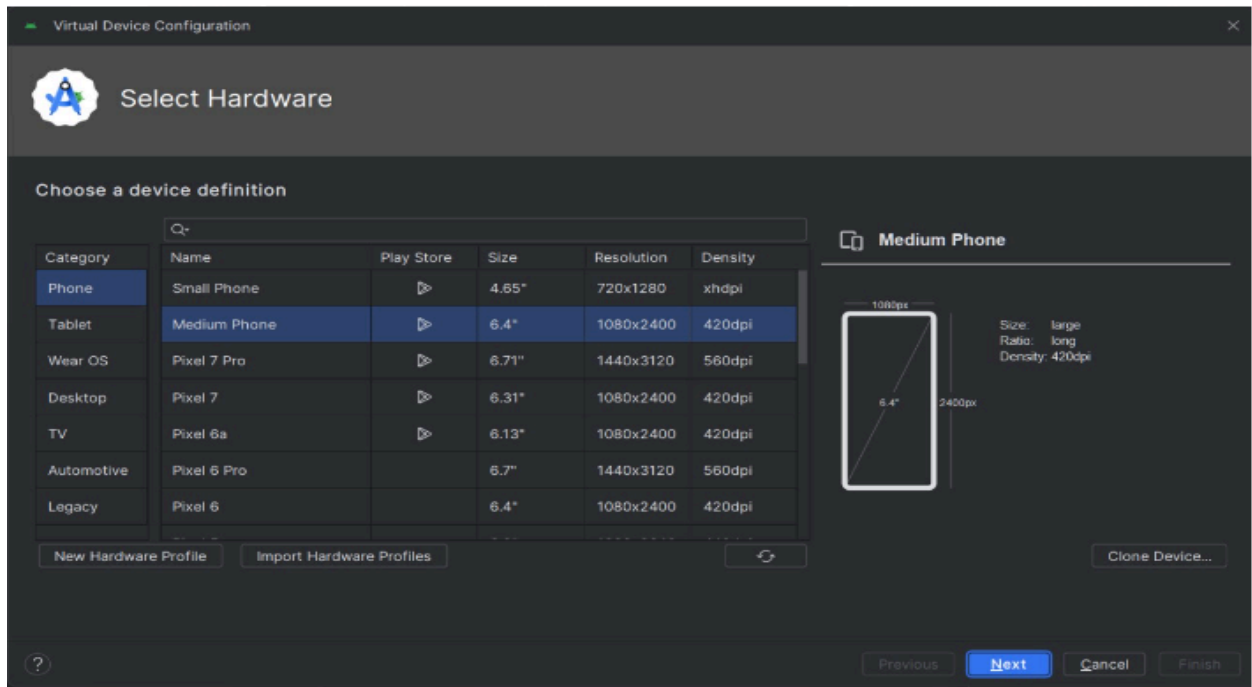 Virtual Device Configuration
Select Hardware
Choose a device definition
Category Name Play Store Size Resolution Density
Phone Small Phone 4.65" 720x1280 xhdpi
Tablet Medium Phone 6.4" 1080x2400 420dpi
Wear OS Pixel 7 Pro 6.71" 1440x3120 560dpi
Desktop Pixel 7 6.31" 1080x2400 420dpi
TV Pixel 6a 6.13" 1080x2400 420dpi
Automotive Pixel 6 Pro 6.7" 1440x3120 560dpi
Legacy Pixel 6 6.4" 1080x2400 420dpi
New Hardware Profile Import Hardware Profiles
Medium Phone
1080px
6.4" 2400px
Size: large
Ratio: long
Density: 420dpi
Clone Device...
? Previous Next Cancel Finish